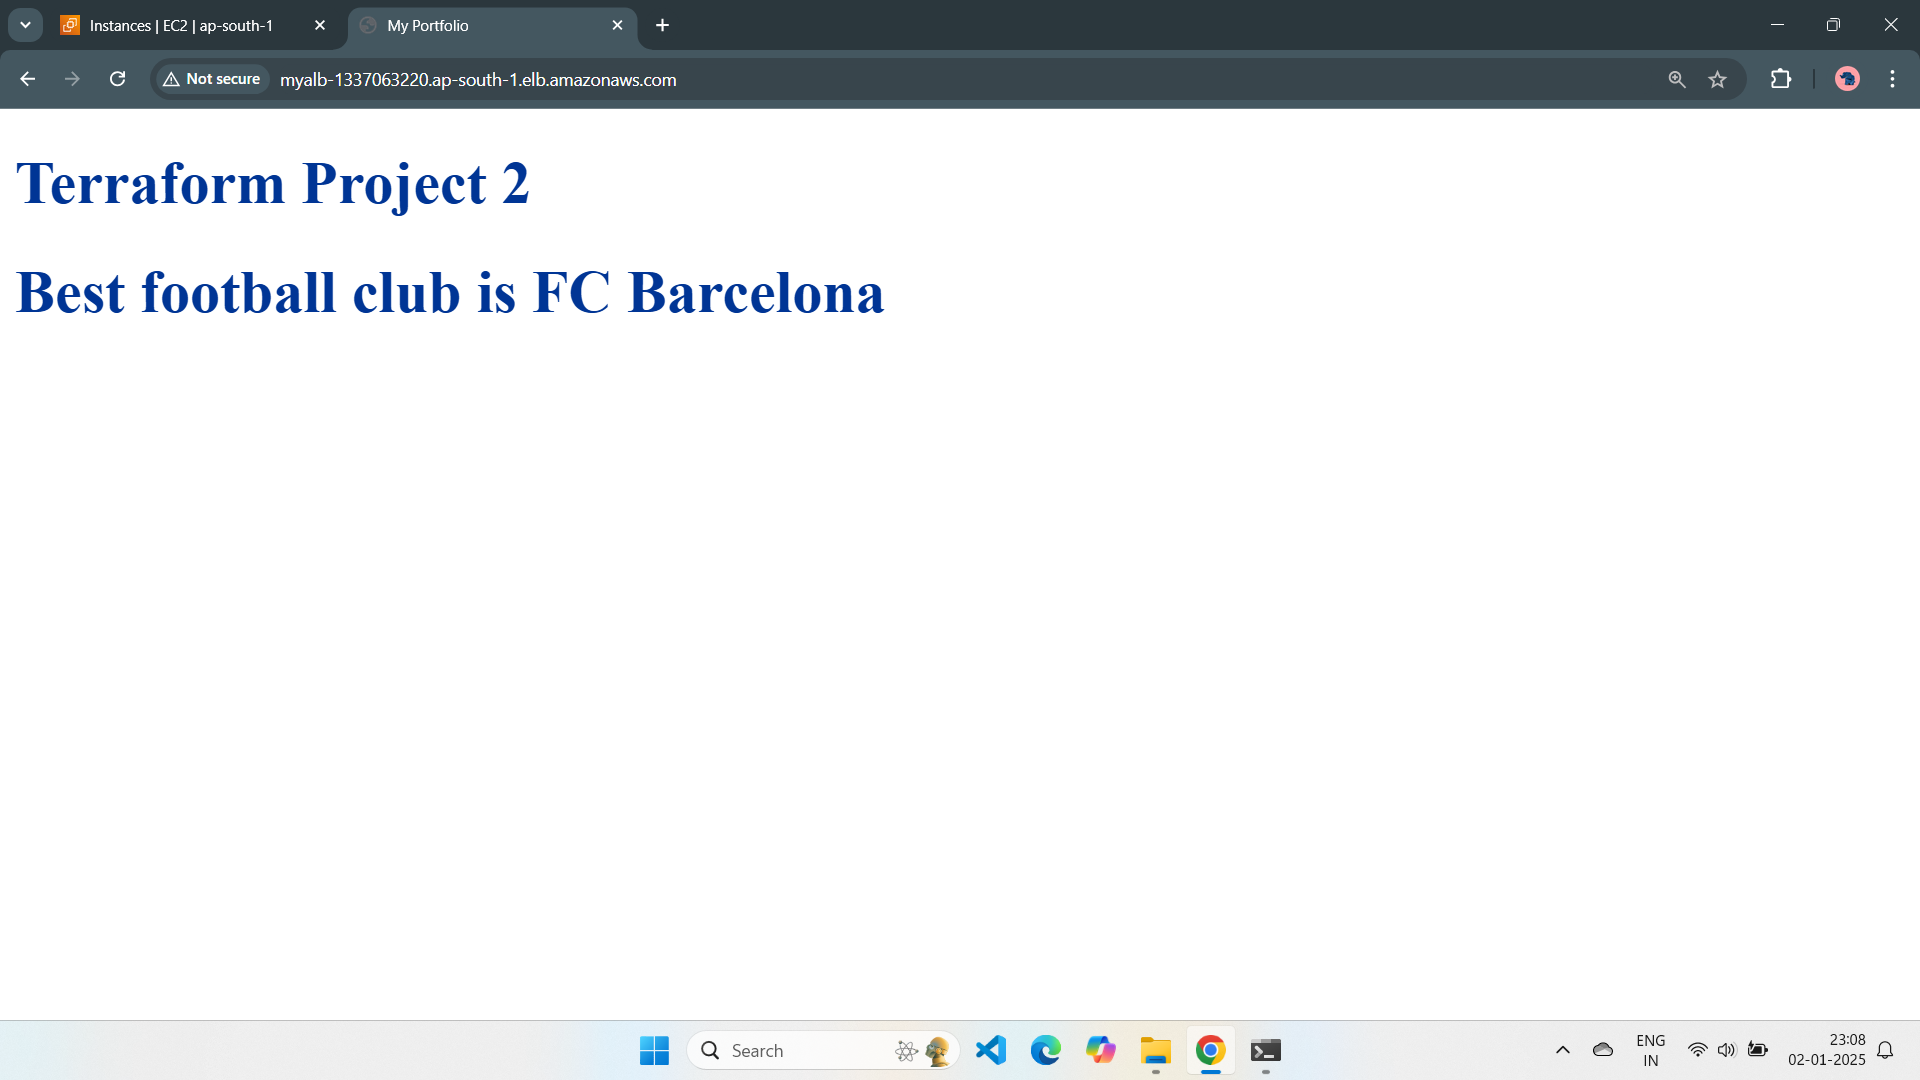 Instances | EC2 | ap-south-1
My Portfolio
Not secure
myalb-1337063220.ap-south-1.elb.amazonaws.com
Terraform Project 2
Best football club is FC Barcelona
Search
ENG
IN
23:08
02-01-2025